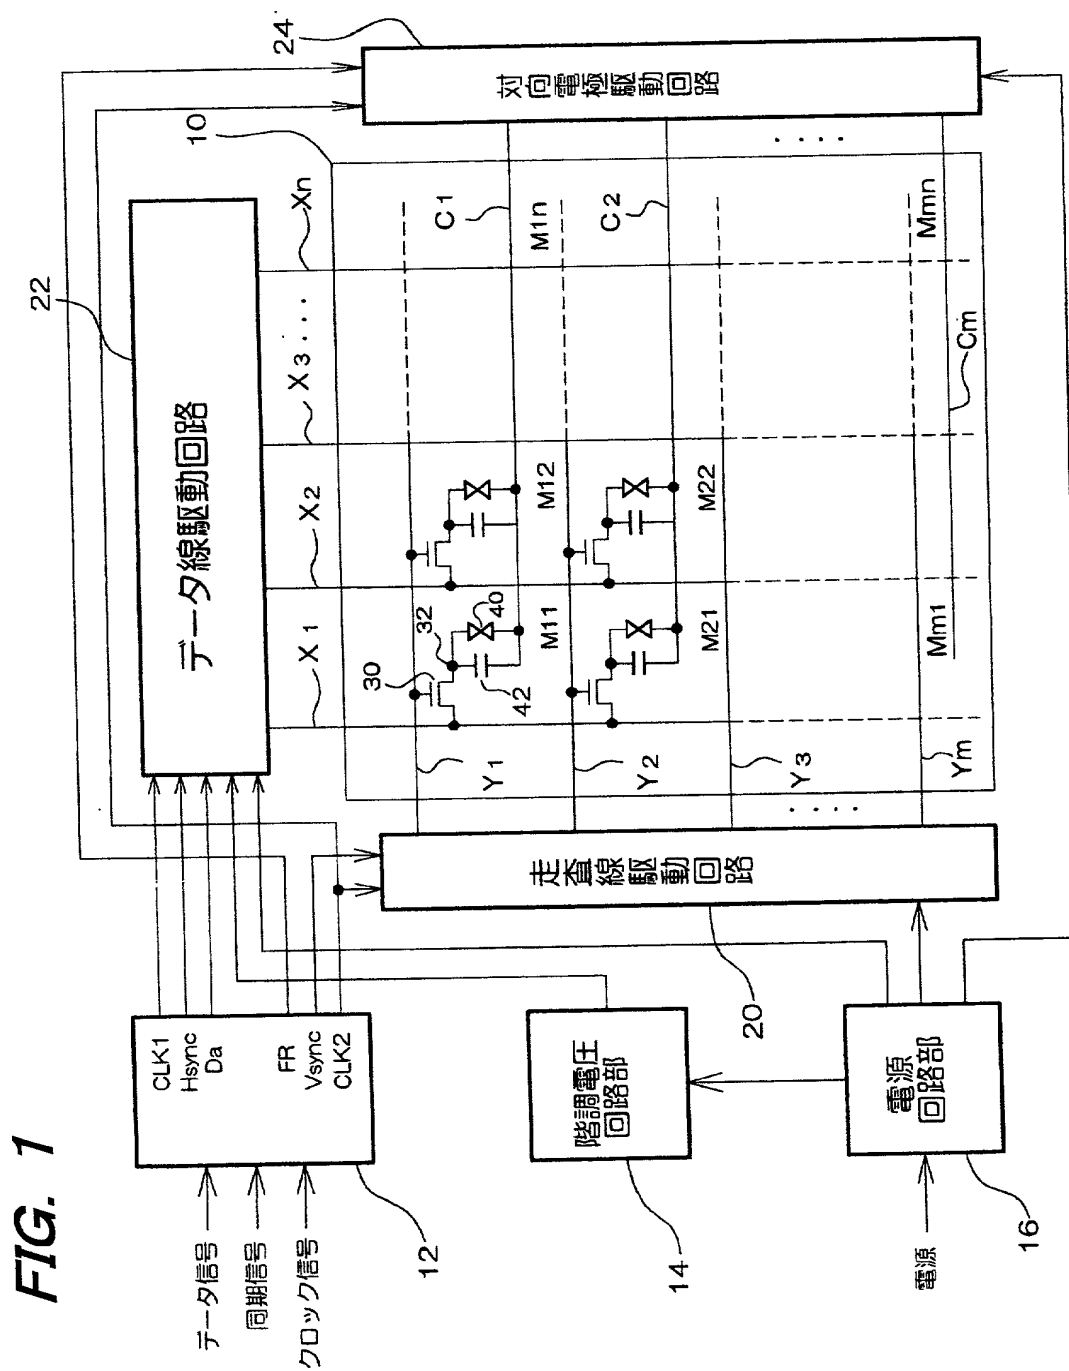 FIG. 1
データ信号
同期信号
クロック信号
12
CLK1
Hsync
Da
FR
Vsync
CLK2
階調電圧
回路部
14
電源
電源
回路部
16
データ線駆動回路
22
走査線駆動回路
20
対向電極駆動回路
24
10
X1
X2
X3 ····
Xn
Y1
Y2
Y3
Ym
····
····
C1
C2
Cm
30
32
40
42
M11
M12
M1n
M21
M22
Mm1
Mmn